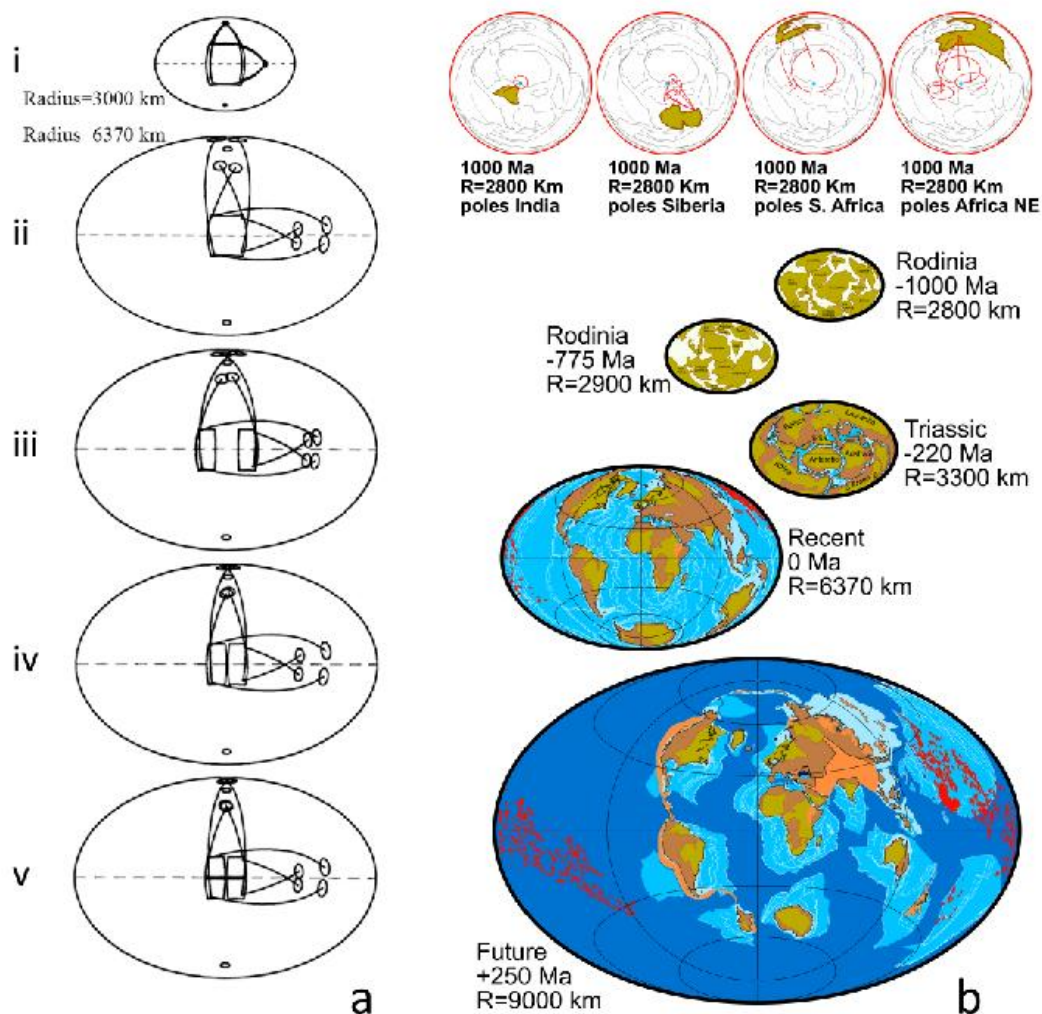 i
Radius=3000 km
Radius 6370 km
ii
iii
iv
v
a
1000 Ma
R=2800 Km
poles India
1000 Ma
R=2800 Km
poles Siberia
1000 Ma
R=2800 Km
poles S. Africa
1000 Ma
R=2800 Km
poles Africa NE
Rodinia
-1000 Ma
R=2800 km
Rodinia
-775 Ma
R=2900 km
Triassic
-220 Ma
R=3300 km
Recent
0 Ma
R=6370 km
Future
+250 Ma
R=9000 km
b